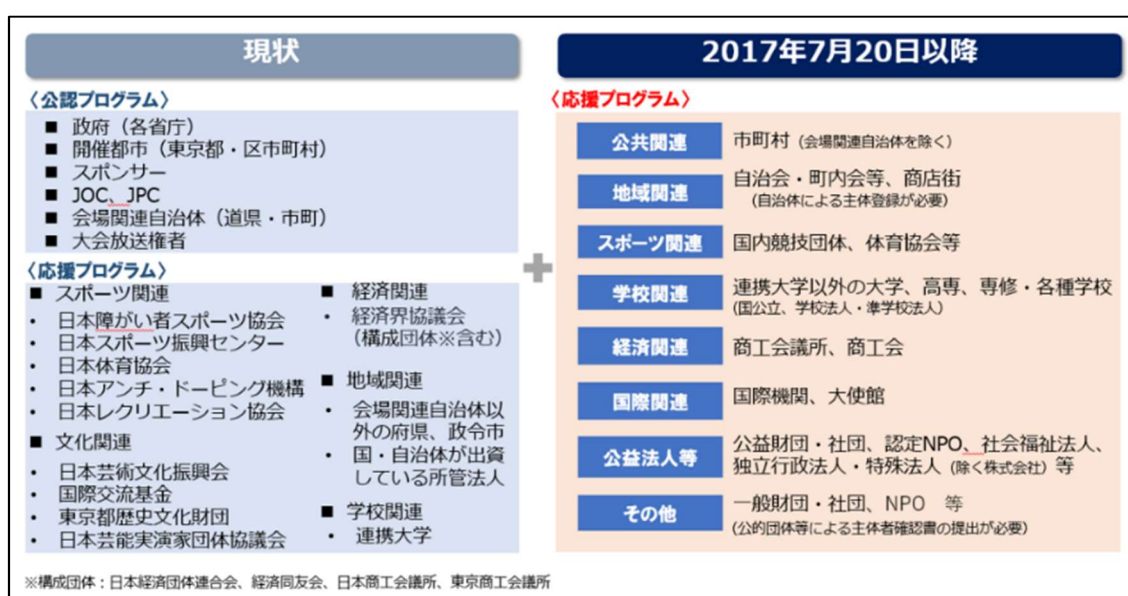 現状
〈公認プログラム〉
■ 政府（各省庁）
■ 開催都市（東京都・区市町村）
■ スポンサー
■ JOC、JPC
■ 会場関連自治体（道県・市町）
■ 大会放送権者
〈応援プログラム〉
■ スポーツ関連
・ 日本障がい者スポーツ協会
・ 日本スポーツ振興センター
・ 日本体育協会
・ 日本アンチ・ドーピング機構
・ 日本レクリエーション協会
■ 文化関連
・ 日本芸術文化振興会
・ 国際交流基金
・ 東京都歴史文化財団
・ 日本芸能実演家団体協議会
■ 経済関連
・ 経済界協議会
（構成団体※含む）
■ 地域関連
・ 会場関連自治体以
外の府県、政令市
・ 国・自治体が出資
している所管法人
■ 学校関連
・ 連携大学
※構成団体：日本経済団体連合会、経済同友会、日本商工会議所、東京商工会議所
+
2017年7月20日以降
〈応援プログラム〉
公共関連 市町村（会場関連自治体を除く）
地域関連 自治会・町内会等、商店街
（自治体による主体登録が必要）
スポーツ関連 国内競技団体、体育協会等
学校関連 連携大学以外の大学、高専、専修・各種学校
（国公立、学校法人・準学校法人）
経済関連 商工会議所、商工会
国際関連 国際機関、大使館
公益法人等 公益財団・社団、認定NPO、社会福祉法人、
独立行政法人・特殊法人（除く株式会社）等
その他 一般財団・社団、NPO 等
（公的団体等による主体者確認書の提出が必要）